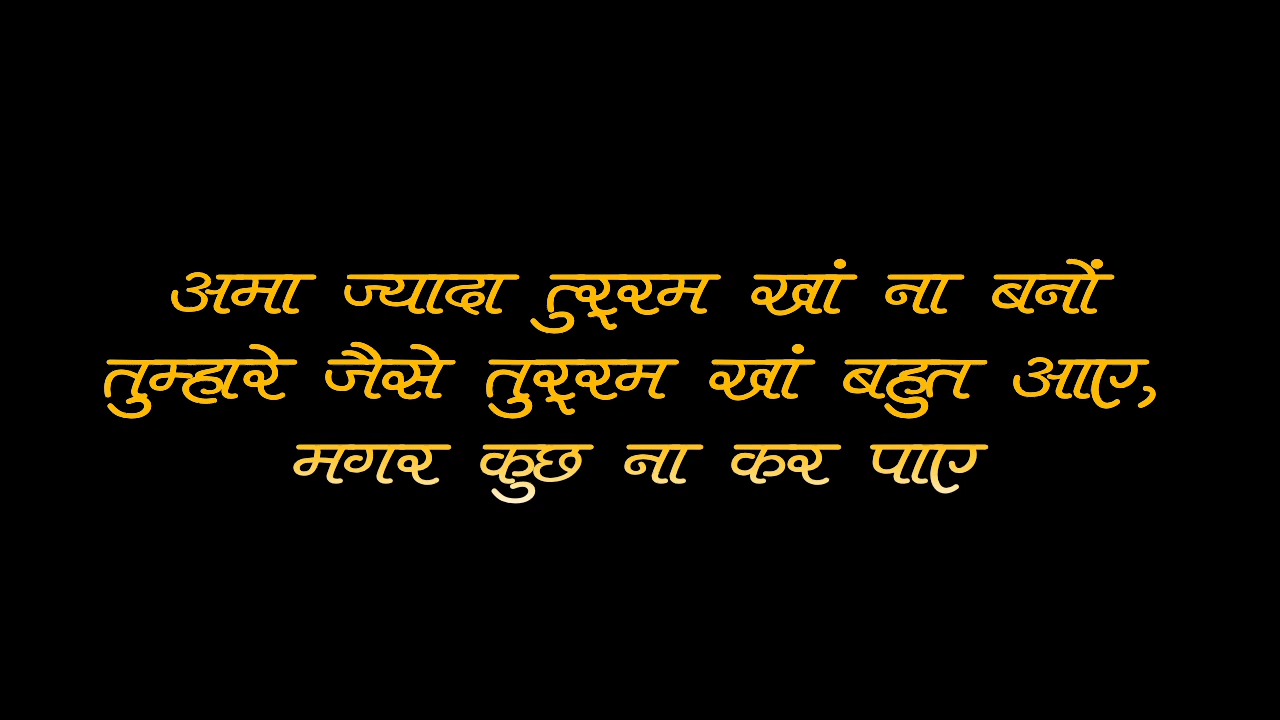 अमा ज्यादा तुर्‍रम खां ना बनों
तुम्हारे जैसे तुर्‍रम खां बहुत आए,
मगर कुछ ना कर पाए